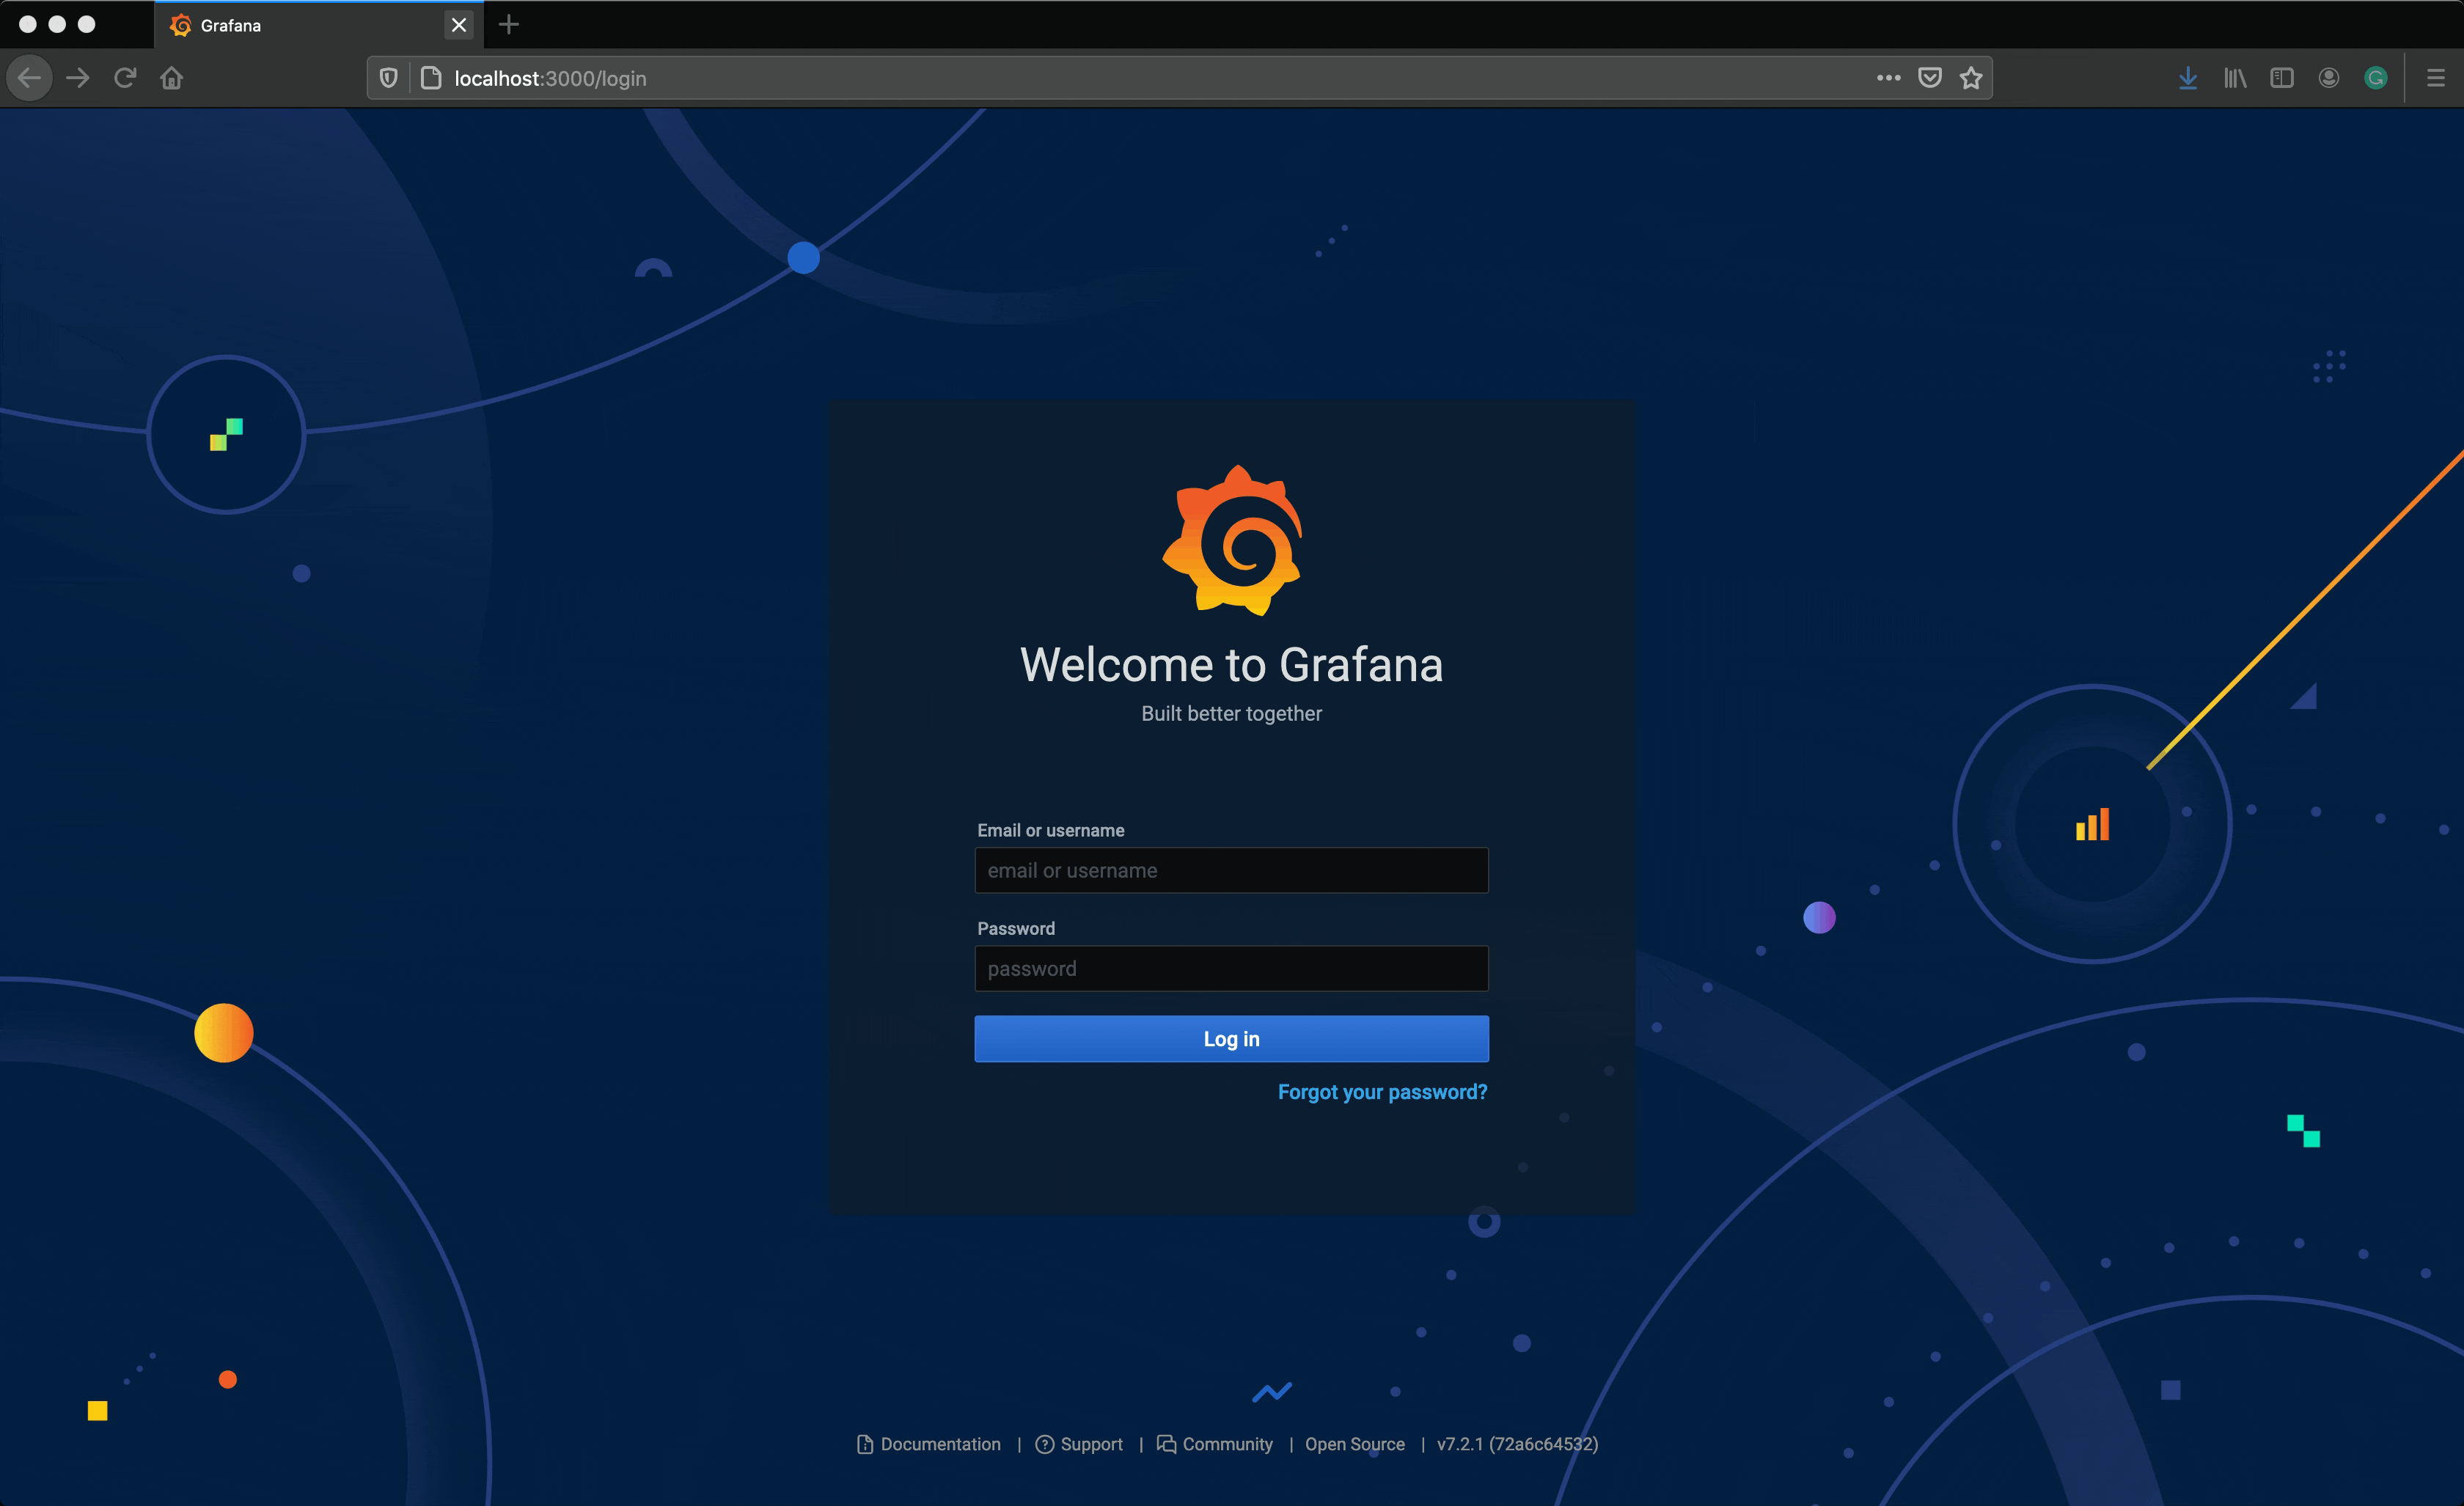 Grafana
localhost:3000/login
Welcome to Grafana
Built better together
Email or username
email or username
Password
password
Log in
Forgot your password?
Documentation | Support | Community | Open Source | v7.2.1 (72a6c64532)